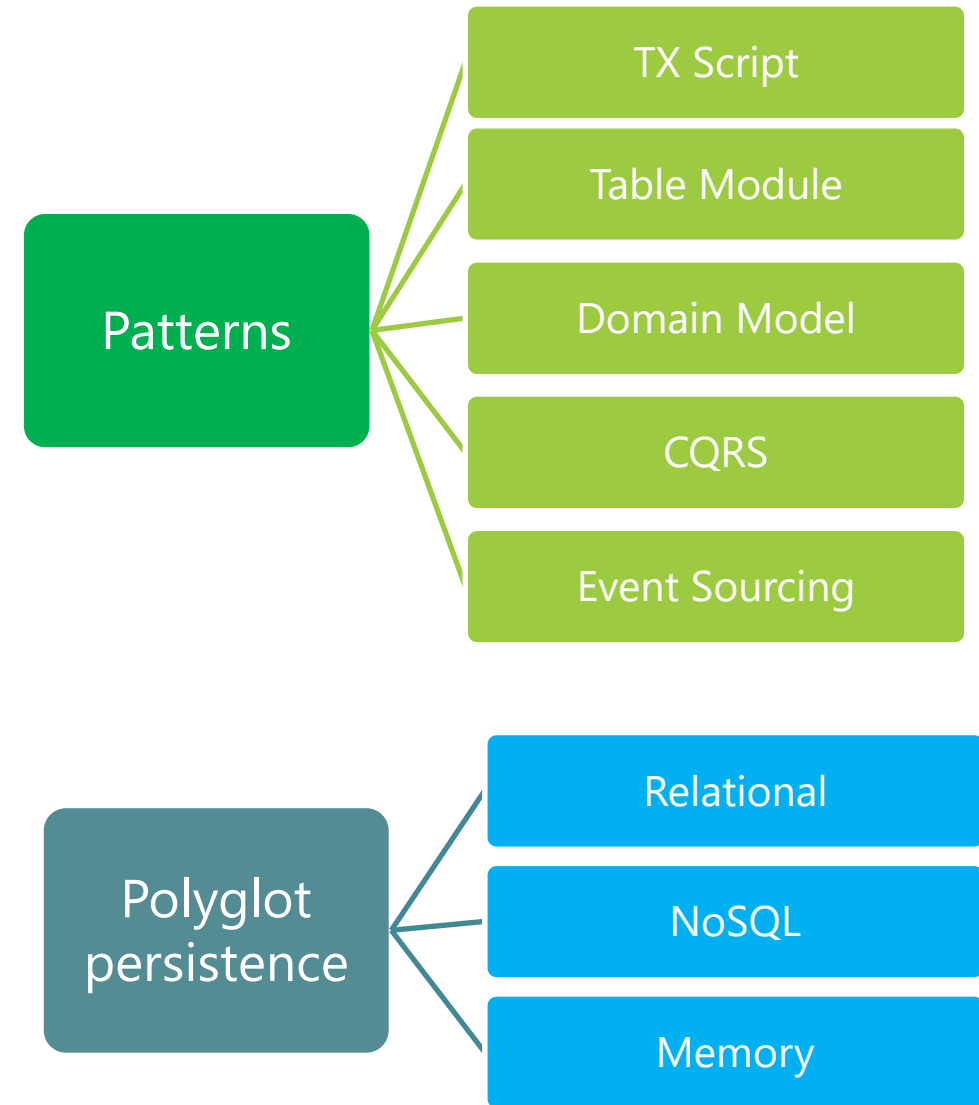 Patterns
TX Script
Table Module
Domain Model
CQRS
Event Sourcing
Polyglot
persistence
Relational
NoSQL
Memory